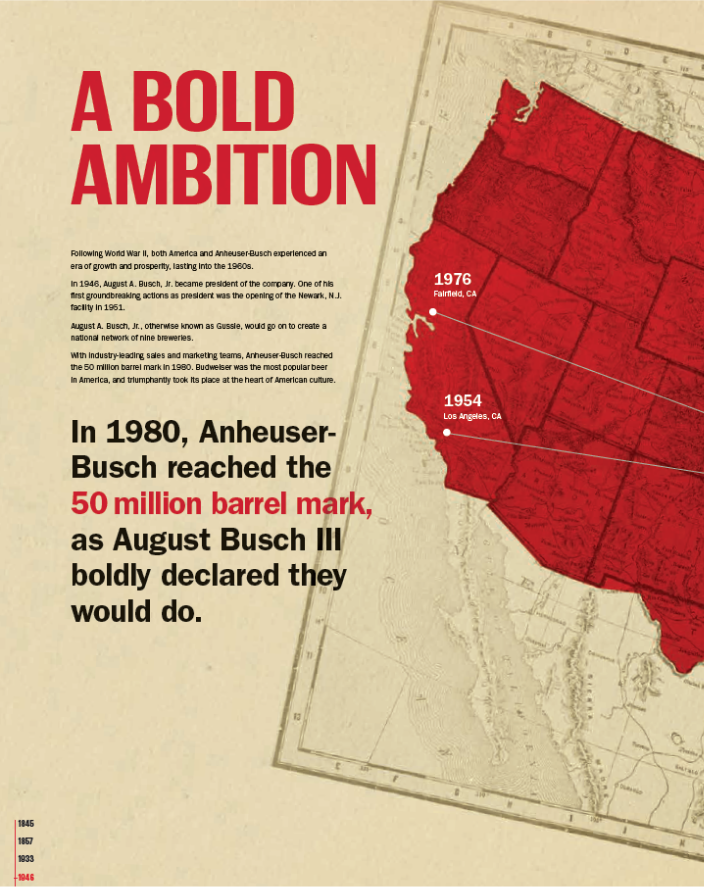 A BOLD
AMBITION
Following World War II, both America and Anheuser-Busch experienced an
era of growth and prosperity, lasting into the 1960s.
In 1946, August A. Busch, Jr. became president of the company. One of his
first groundbreaking actions as president was the opening of the Newark, N.J.
facility in 1951.
August A. Busch, Jr., otherwise known as Gussie, would go on to create a
national network of nine breweries.
With industry-leading sales and marketing teams, Anheuser-Busch reached
the 50 million barrel mark in 1980. Budweiser was the most popular beer
in America, and triumphantly took its place at the heart of American culture.
1976
Fairfield, CA
1954
Los Angeles, CA
In 1980, Anheuser-
Busch reached the
50 million barrel mark,
as August Busch III
boldly declared they
would do.
1845
1857
1933
1946